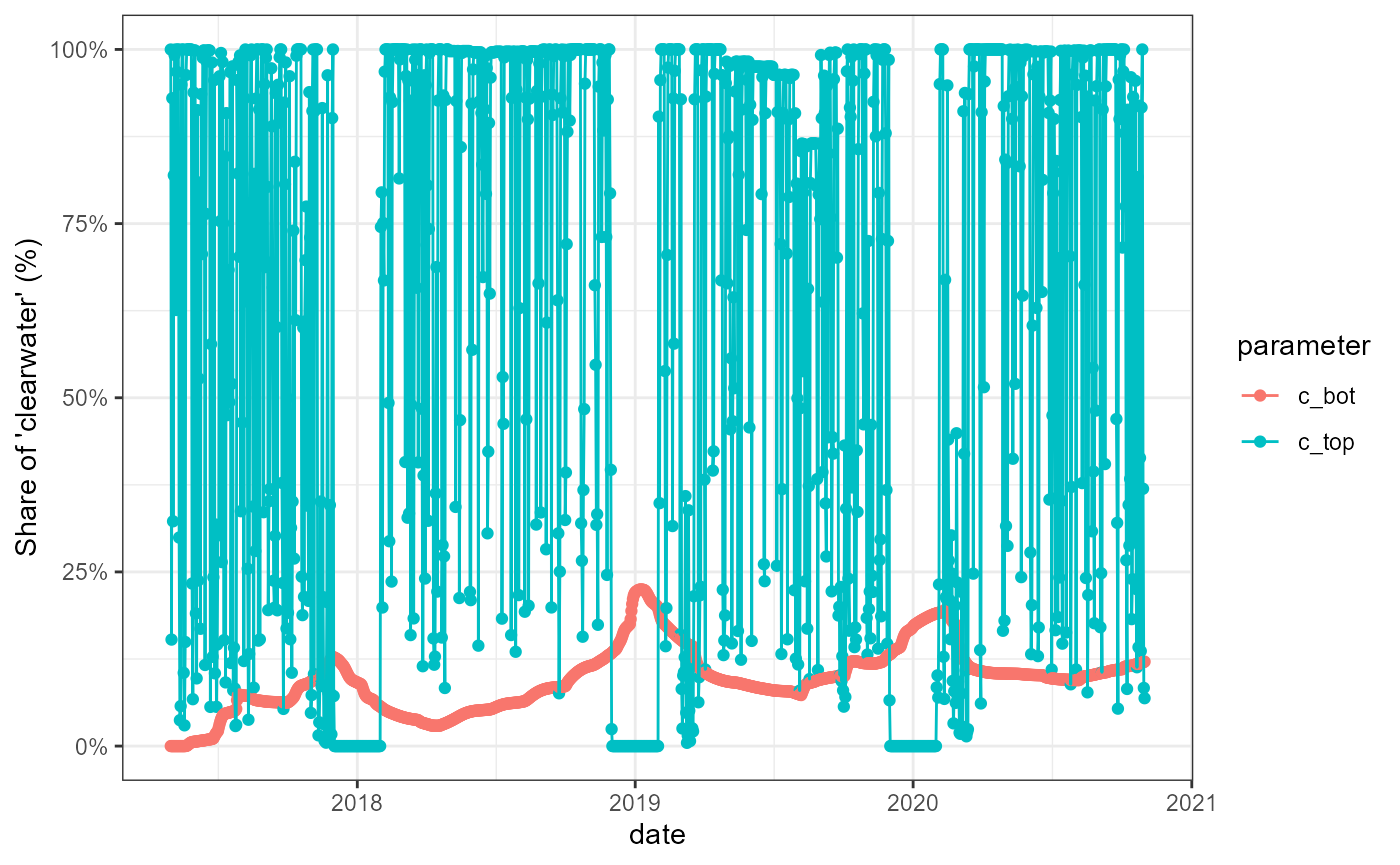 100%
75%
50%
25%
0%
Share of 'clearwater' (%)
2018
2019
2020
2021
date
parameter
c_bot
c_top